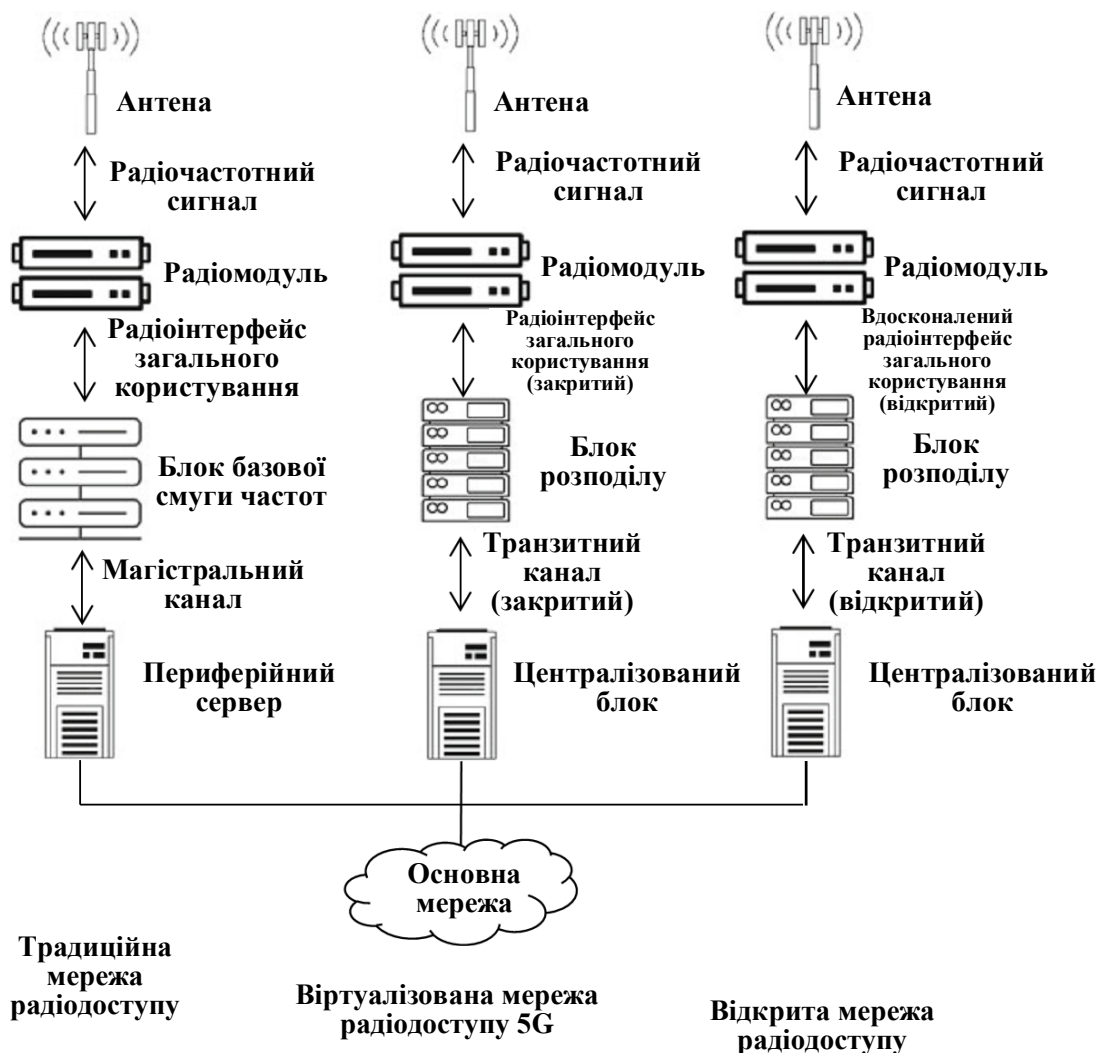 Антена
Радіочастотний
сигнал
Радіомодуль
Радіоінтерфейс
загального
користування
Блок базової
смуги частот
Магістральний
канал
Периферійний
сервер
Антена
Радіочастотний
сигнал
Радіомодуль
Радіоінтерфейс
загального
користування
(закритий)
Блок
розподілу
Транзитний
канал
(закритий)
Централізований
блок
Антена
Радіочастотний
сигнал
Радіомодуль
Вдосконалений
радіоінтерфейс
загального
користування
(відкритий)
Блок
розподілу
Транзитний
канал
(відкритий)
Централізований
блок
Основна
мережа
Традиційна
мережа
радіодоступу
Віртуалізована мережа
радіодоступу 5G
Відкрита мережа
радіодоступу